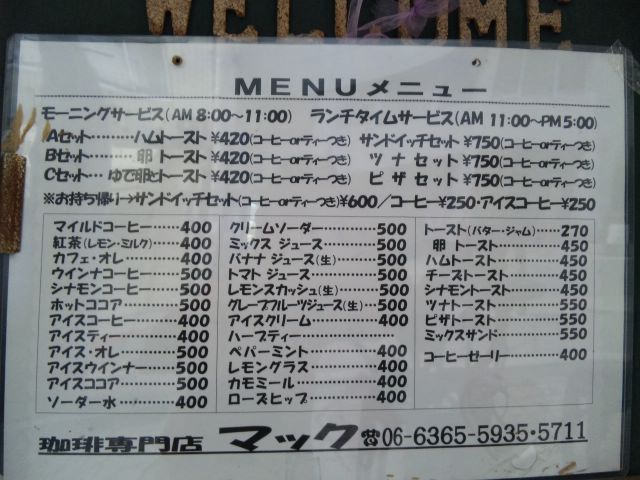 WELCOME
MENUメニュー
モーニングサービス(AM 8:00〜11:00) ランチタイムサービス(AM 11:00〜PM5:00)
Aセット………ハムトースト ¥420(コーヒーorティーつき) サンドイッチセット ¥750(コーヒーorティーつき)
Bセット………卵 トースト ¥420(コーヒーorティーつき) ツナセット ¥750(コーヒーorティーつき)
Cセット…ゆで卵とトースト ¥420(コーヒーorティーつき) ピザセット ¥750(コーヒーorティーつき)
※お持ち帰り→サンドイッチセット(コーヒーorティーつき)¥600/コーヒー¥250・アイスコーヒー¥250
マイルドコーヒー……400
紅茶(レモン・ミルク)……400
カフェ・オレ……400
ウインナコーヒー……500
シナモンコーヒー……500
ホットココア……500
アイスコーヒー……400
アイスティー……400
アイス・オレ……500
アイスウインナー……500
アイスココア……500
ソーダー水……400
クリームソーダー……500
ミックス ジュース……500
バナナ ジュース(生)……500
トマト ジュース……500
レモンスカッシュ(生)……500
グレープフルーツジュース(生)…500
アイスクリーム……400
ハーブティー
ペパーミント……400
レモングラス……400
カモミール……400
ローズヒップ……400
トースト(バター・ジャム)……270
卵 トースト……450
ハムトースト……450
チーズトースト……450
シナモントースト……450
ツナトースト……550
ピザトースト……550
ミックスサンド……550
コーヒーゼリー……400
珈琲専門店 マック☎06-6365-5935・5711